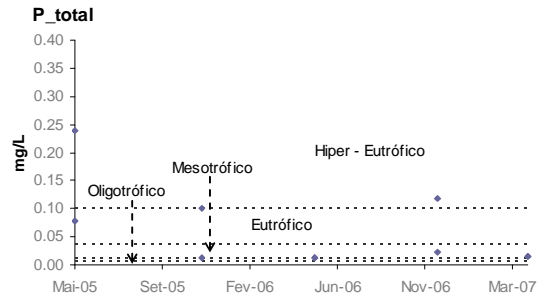 P_total
0.40
0.35
0.30
0.25
0.20
0.15
0.10
0.05
0.00
mg/L
Hiper - Eutrófico
Mesotrófico
Oligotrófico
Eutrófico
Mai-05 Set-05 Fev-06 Jun-06 Nov-06 Mar-07